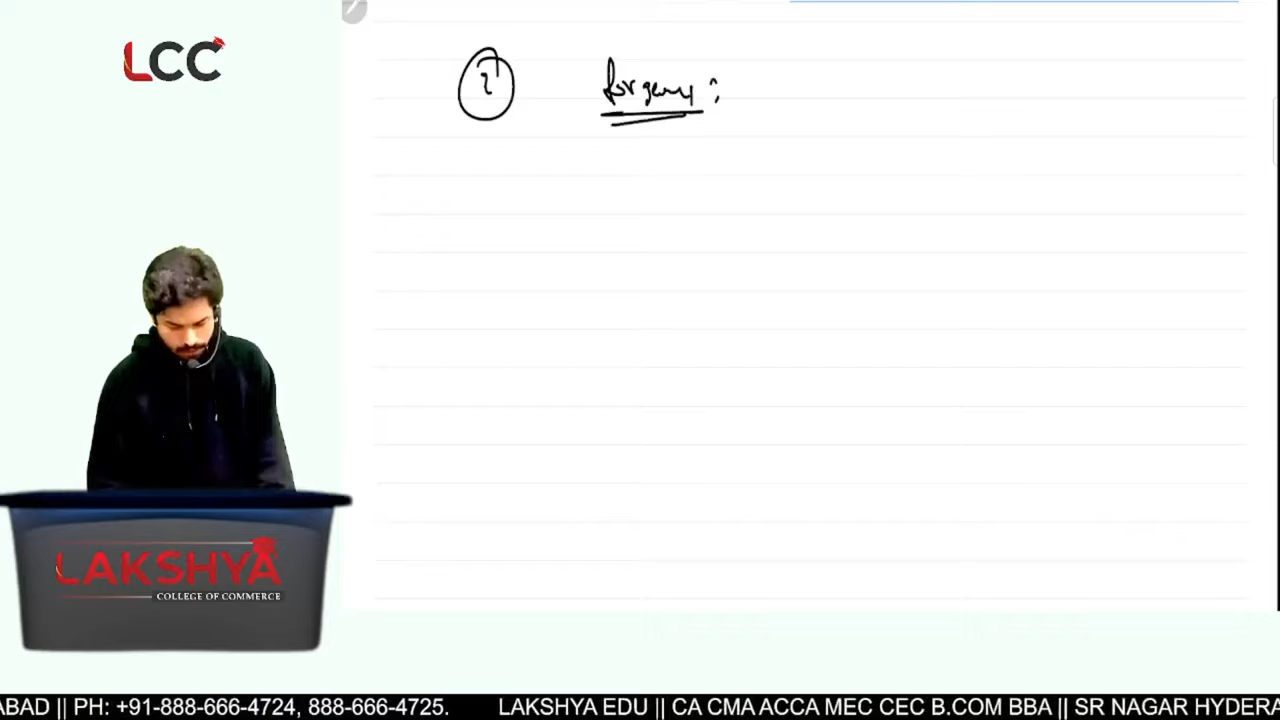 LCC
2
forgery :
LAKSHYA
COLLEGE OF COMMERCE
ABAD || PH: +91-888-666-4724, 888-666-4725. LAKSHYA EDU || CA CMA ACCA MEC CEC B.COM BBA || SR NAGAR HYDERA